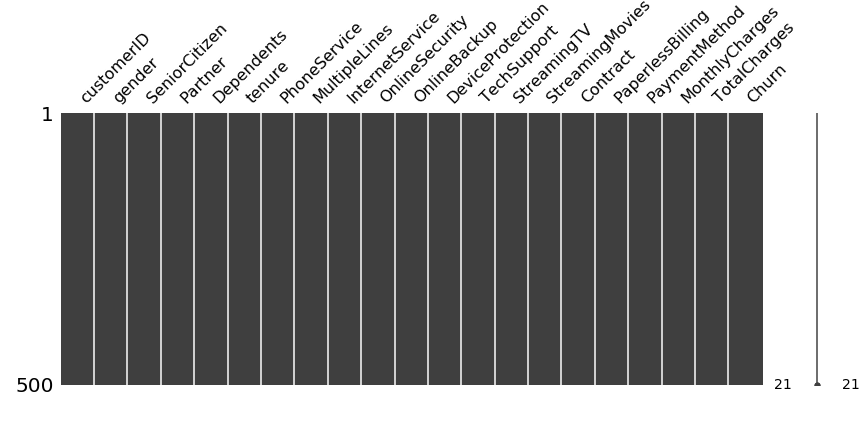 customerID
gender
SeniorCitizen
Partner
Dependents
tenure
PhoneService
MultipleLines
InternetService
OnlineSecurity
OnlineBackup
DeviceProtection
TechSupport
StreamingTV
StreamingMovies
Contract
PaperlessBilling
PaymentMethod
MonthlyCharges
TotalCharges
Churn
1
500
21
21